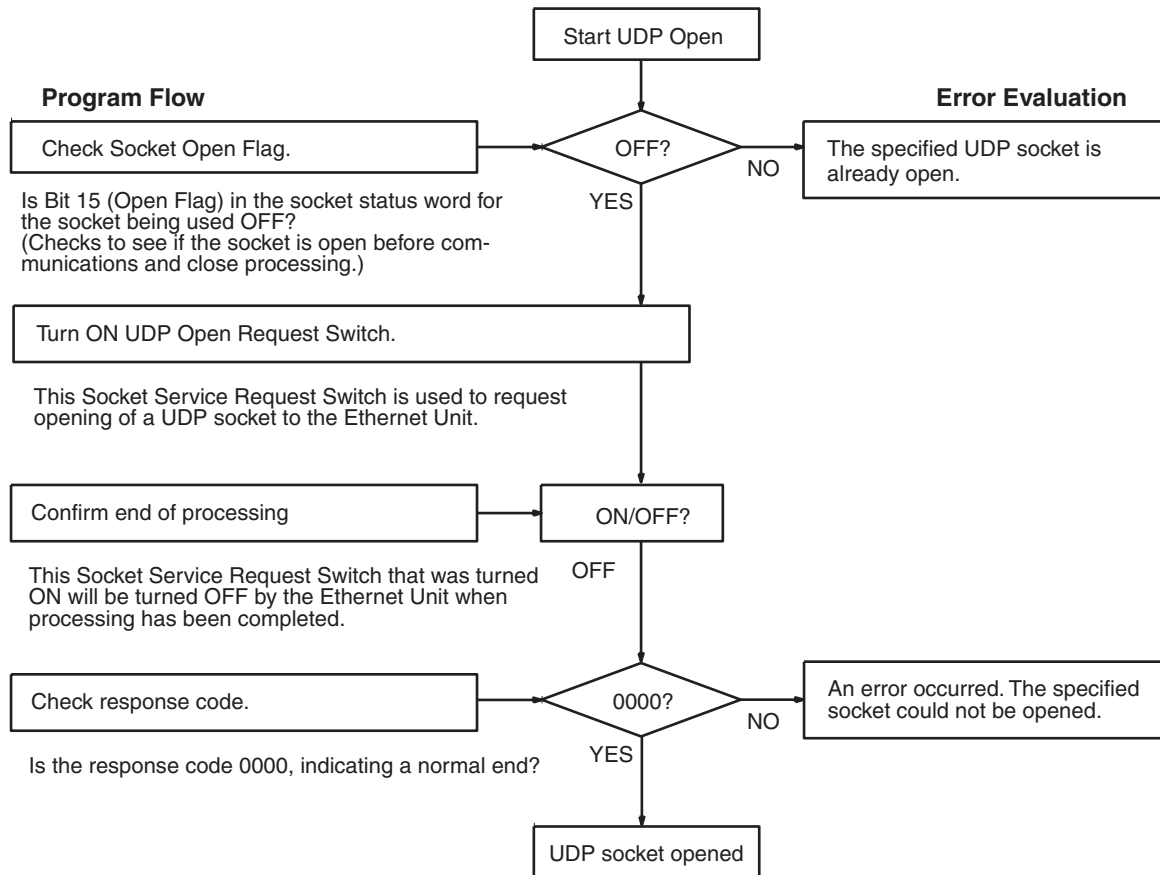 Start UDP Open
Program Flow
Error Evaluation
Check Socket Open Flag.
OFF?
NO
The specified UDP socket is
already open.
YES
Is Bit 15 (Open Flag) in the socket status word for
the socket being used OFF?
(Checks to see if the socket is open before com-
munications and close processing.)
Turn ON UDP Open Request Switch.
This Socket Service Request Switch is used to request
opening of a UDP socket to the Ethernet Unit.
Confirm end of processing
ON/OFF?
OFF
This Socket Service Request Switch that was turned
ON will be turned OFF by the Ethernet Unit when
processing has been completed.
Check response code.
0000?
NO
An error occurred. The specified
socket could not be opened.
YES
Is the response code 0000, indicating a normal end?
UDP socket opened